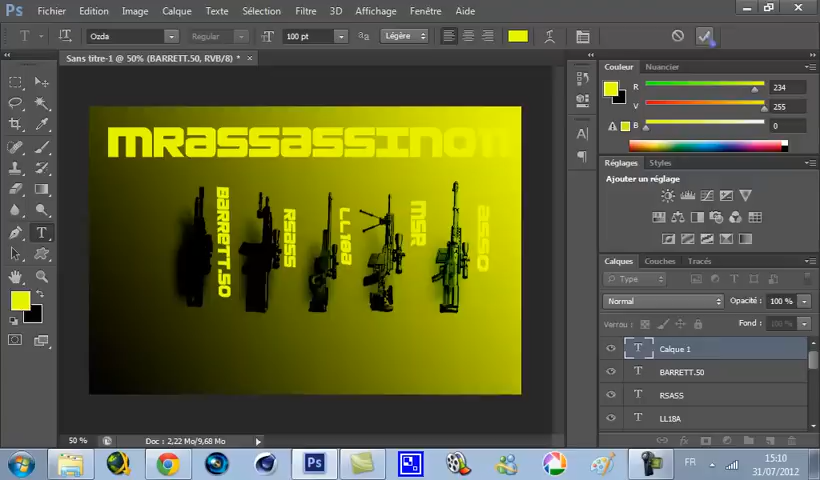 Ps Fichier Edition Image Calque Texte Sélection Filtre 3D Affichage Fenêtre Aide
T Ozda Regular 100 pt aa Légère
Sans titre-1 @ 50% (BARRETT.50, RVB/8) * ×
Couleur Nuancier
R 234
V 255
B 0
Réglages Styles
Ajouter un réglage
Calques Couches Tracés
Type
Normal Opacité : 100 %
Verrou : Fond : 100 %
T Calque 1
T BARRETT.50
T RSASS
T LL18A
MRASSASSINOT
BARRETT.50
RSASS
LL18A
MSR
AS50
50 % Doc : 2,22 Mo/9,68 Mo
Ps FR 15:10
31/07/2012